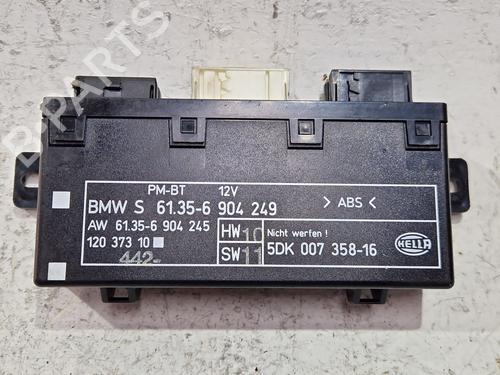 B-PARTS
PM-BT 12V
BMW S 61.35-6 904 249 > ABS <
AW 61.35-6 904 245 HW 10 Nicht werfen !
120 373 10 SW 11 5DK 007 358-16 HELLA
442-